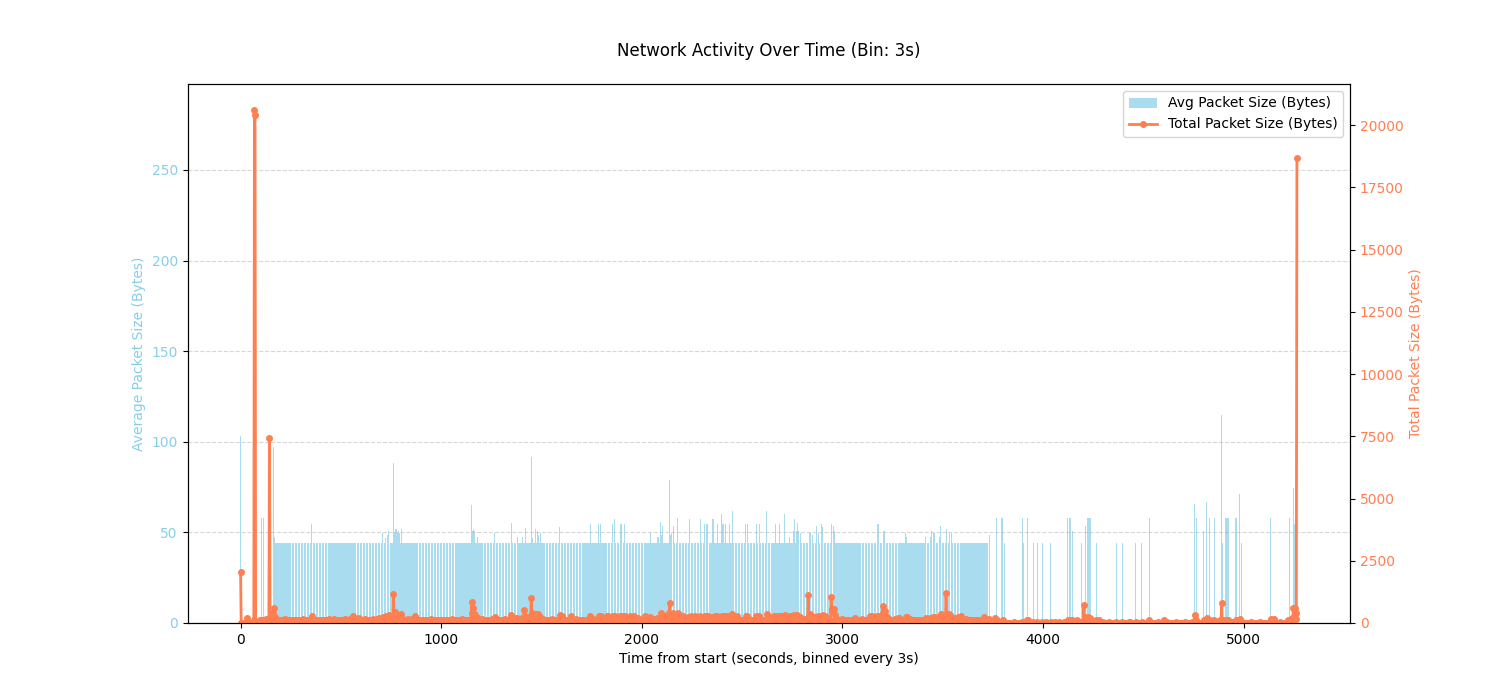 Network Activity Over Time (Bin: 3s)
Avg Packet Size (Bytes)
Total Packet Size (Bytes)
Average Packet Size (Bytes)
250
200
150
100
50
0
20000
17500
15000
12500
10000
7500
5000
2500
0
Total Packet Size (Bytes)
0 1000 2000 3000 4000 5000
Time from start (seconds, binned every 3s)